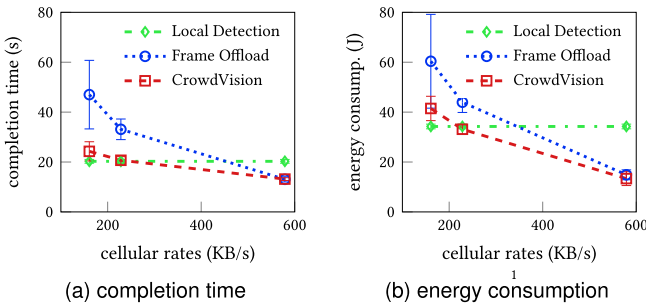 80
60
40
20
0
200
400
600
completion time (s)
cellular rates (KB/s)
Local Detection
Frame Offload
CrowdVision
(a) completion time
80
60
40
20
0
200
400
600
energy consump. (J)
cellular rates (KB/s)
Local Detection
Frame Offload
CrowdVision
1
(b) energy consumption